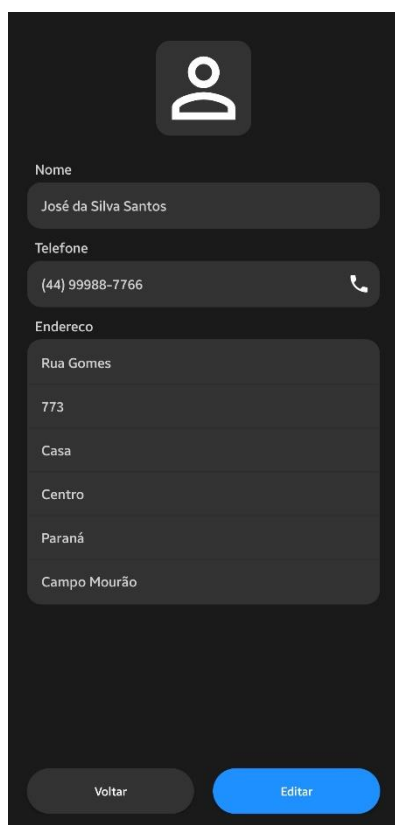 Nome
José da Silva Santos
Telefone
(44) 99988-7766
Endereco
Rua Gomes
773
Casa
Centro
Paraná
Campo Mourão
Voltar
Editar